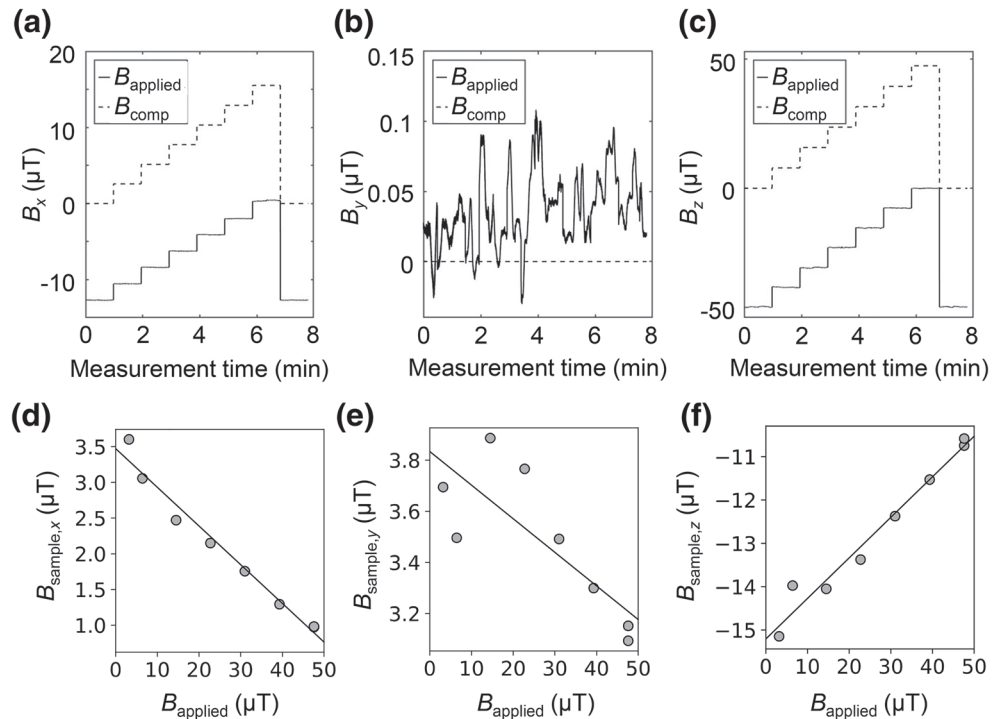 (a)
20
10
0
-10
B_x (μT)
B_applied
B_comp
0 2 4 6 8
Measurement time (min)
(b)
0.15
0.1
0.05
0
B_y (μT)
B_applied
B_comp
0 2 4 6 8
Measurement time (min)
(c)
50
0
-50
B_z (μT)
B_applied
B_comp
0 2 4 6 8
Measurement time (min)
(d)
3.5
3.0
2.5
2.0
1.5
1.0
B_sample,x (μT)
0 10 20 30 40 50
B_applied (μT)
(e)
3.8
3.6
3.4
3.2
B_sample,y (μT)
0 10 20 30 40 50
B_applied (μT)
(f)
−11
−12
−13
−14
−15
B_sample,z (μT)
0 10 20 30 40 50
B_applied (μT)